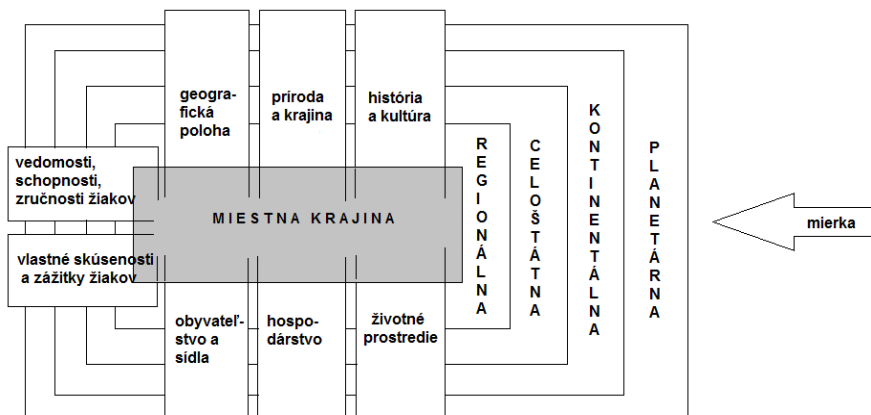 geogra-
fická
poloha
príroda
a krajina
história
a kultúra
vedomosti,
schopnosti,
zručnosti žiakov
MIESTNA KRAJINA
vlastné skúsenosti
a zážitky žiakov
obyvateľ-
stvo a
sídla
hospo-
dárstvo
životné
prostredie
REGIONÁLNA
CELOŠTÁTNA
KONTINENTÁLNA
PLANETÁRNA
mierka